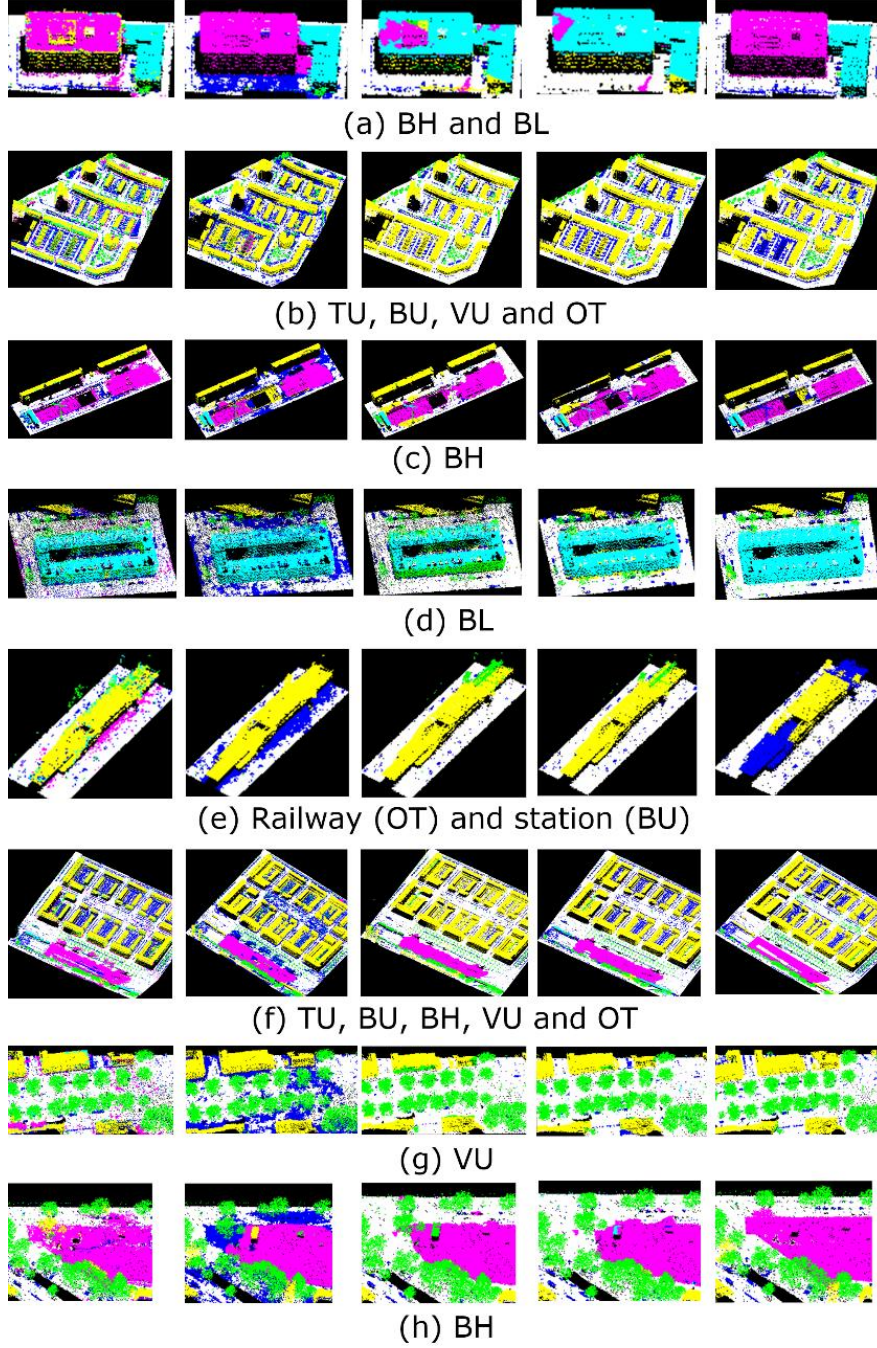 (a) BH and BL
(b) TU, BU, VU and OT
(c) BH
(d) BL
(e) Railway (OT) and station (BU)
(f) TU, BU, BH, VU and OT
(g) VU
(h) BH